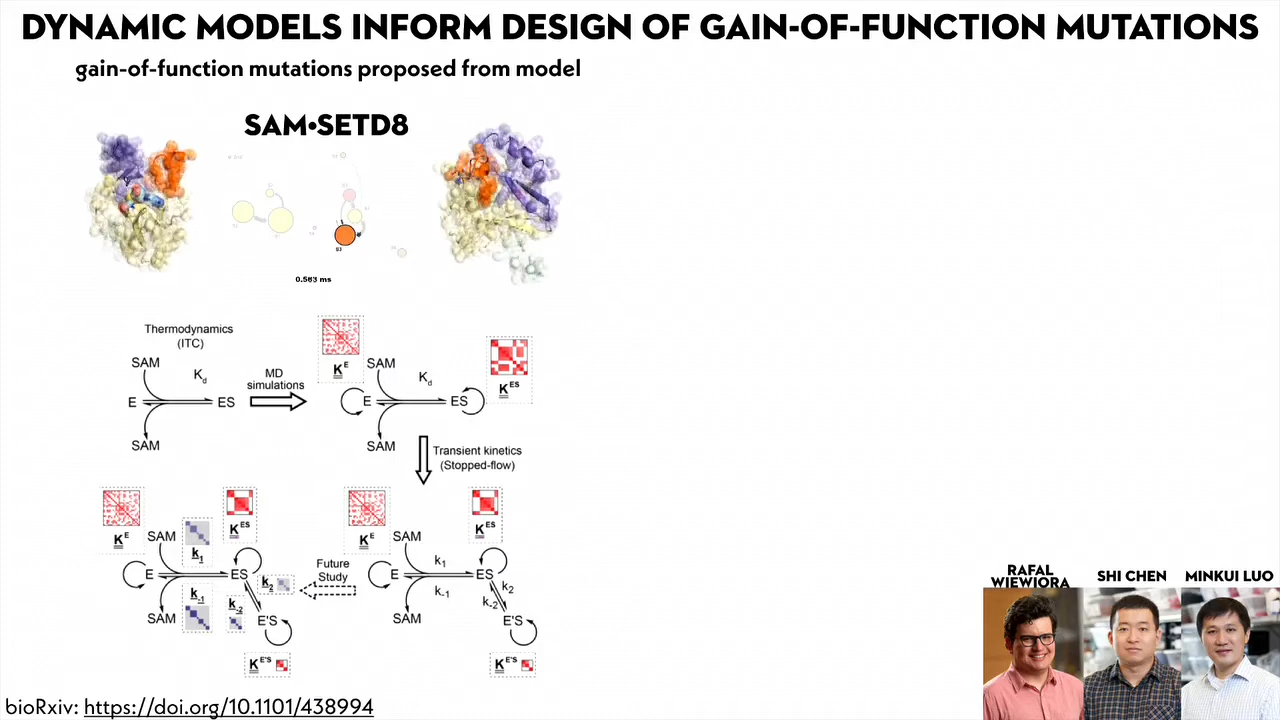 DYNAMIC MODELS INFORM DESIGN OF GAIN-OF-FUNCTION MUTATIONS
gain-of-function mutations proposed from model
SAM•SETD8
0.563 ms
Thermodynamics
(ITC)
SAM
Kd
E
ES
SAM
MD
simulations
K^E
SAM
Kd
E
ES
K^ES
SAM
Transient kinetics
(Stopped-flow)
K^E
SAM
k1
K^ES
E
ES
k-1
k2
k-2
SAM
E'S
K^E'S
Future
Study
K^E
SAM
k1
K^ES
E
ES
k-1
k2
k-2
SAM
E'S
K^E'S
RAFAL
WIEWIORA
SHI CHEN
MINKUI LUO
bioRxiv: https://doi.org/10.1101/438994